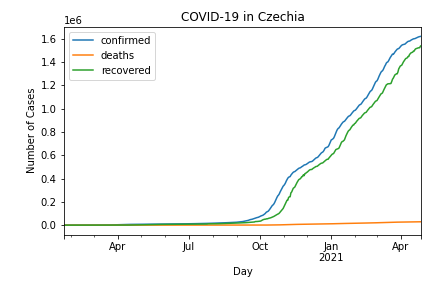 COVID-19 in Czechia
1e6
confirmed
deaths
recovered
1.6
1.4
1.2
1.0
0.8
0.6
0.4
0.2
0.0
Number of Cases
Apr
Jul
Oct
Jan
2021
Apr
Day